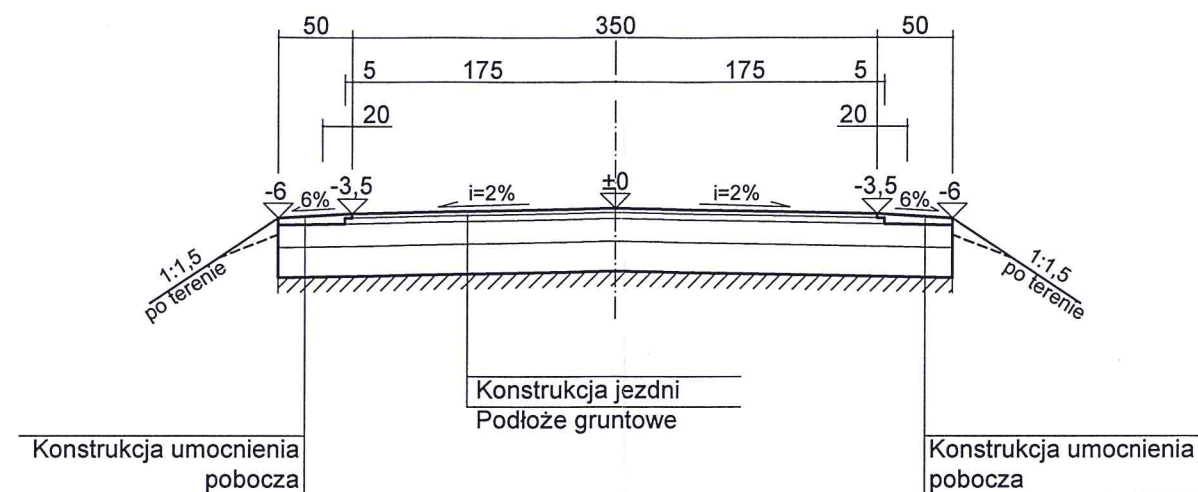 50 350 50
5 175 175 5
20 20
-6 6% -3,5 i=2% ±0 i=2% -3,5 6% -6
1:1,5
po terenie
1:1,5
po terenie
Konstrukcja jezdni
Podłoże gruntowe
Konstrukcja umocnienia
pobocza
Konstrukcja umocnienia
pobocza